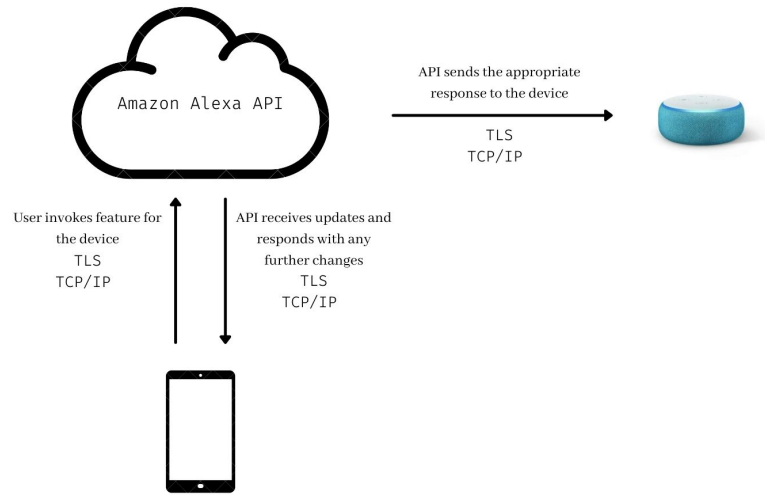 Amazon Alexa API
API sends the appropriate
response to the device
TLS
TCP/IP
User invokes feature for
the device
TLS
TCP/IP
API receives updates and
responds with any
further changes
TLS
TCP/IP